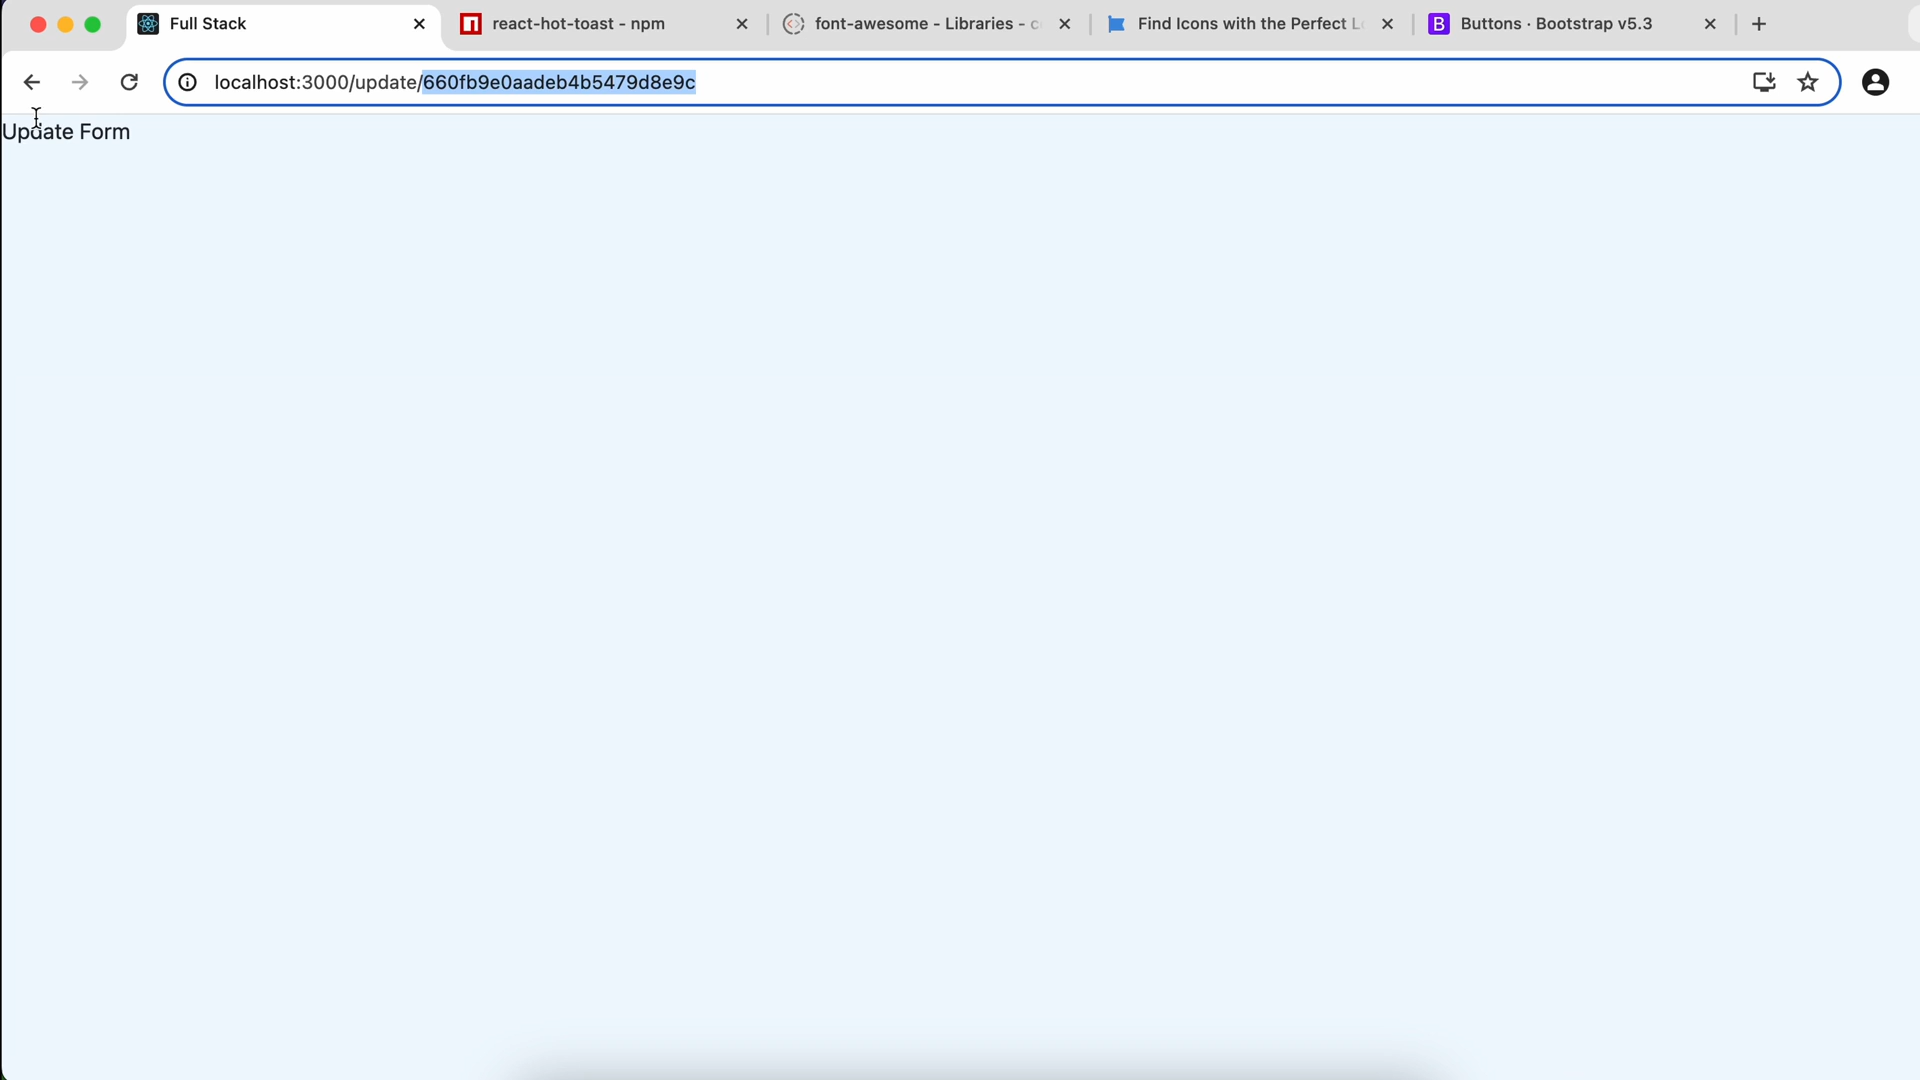 Full Stack
react-hot-toast - npm
font-awesome - Libraries - c
Find Icons with the Perfect L
Buttons · Bootstrap v5.3
localhost:3000/update/660fb9e0aadeb4b5479d8e9c
Update Form